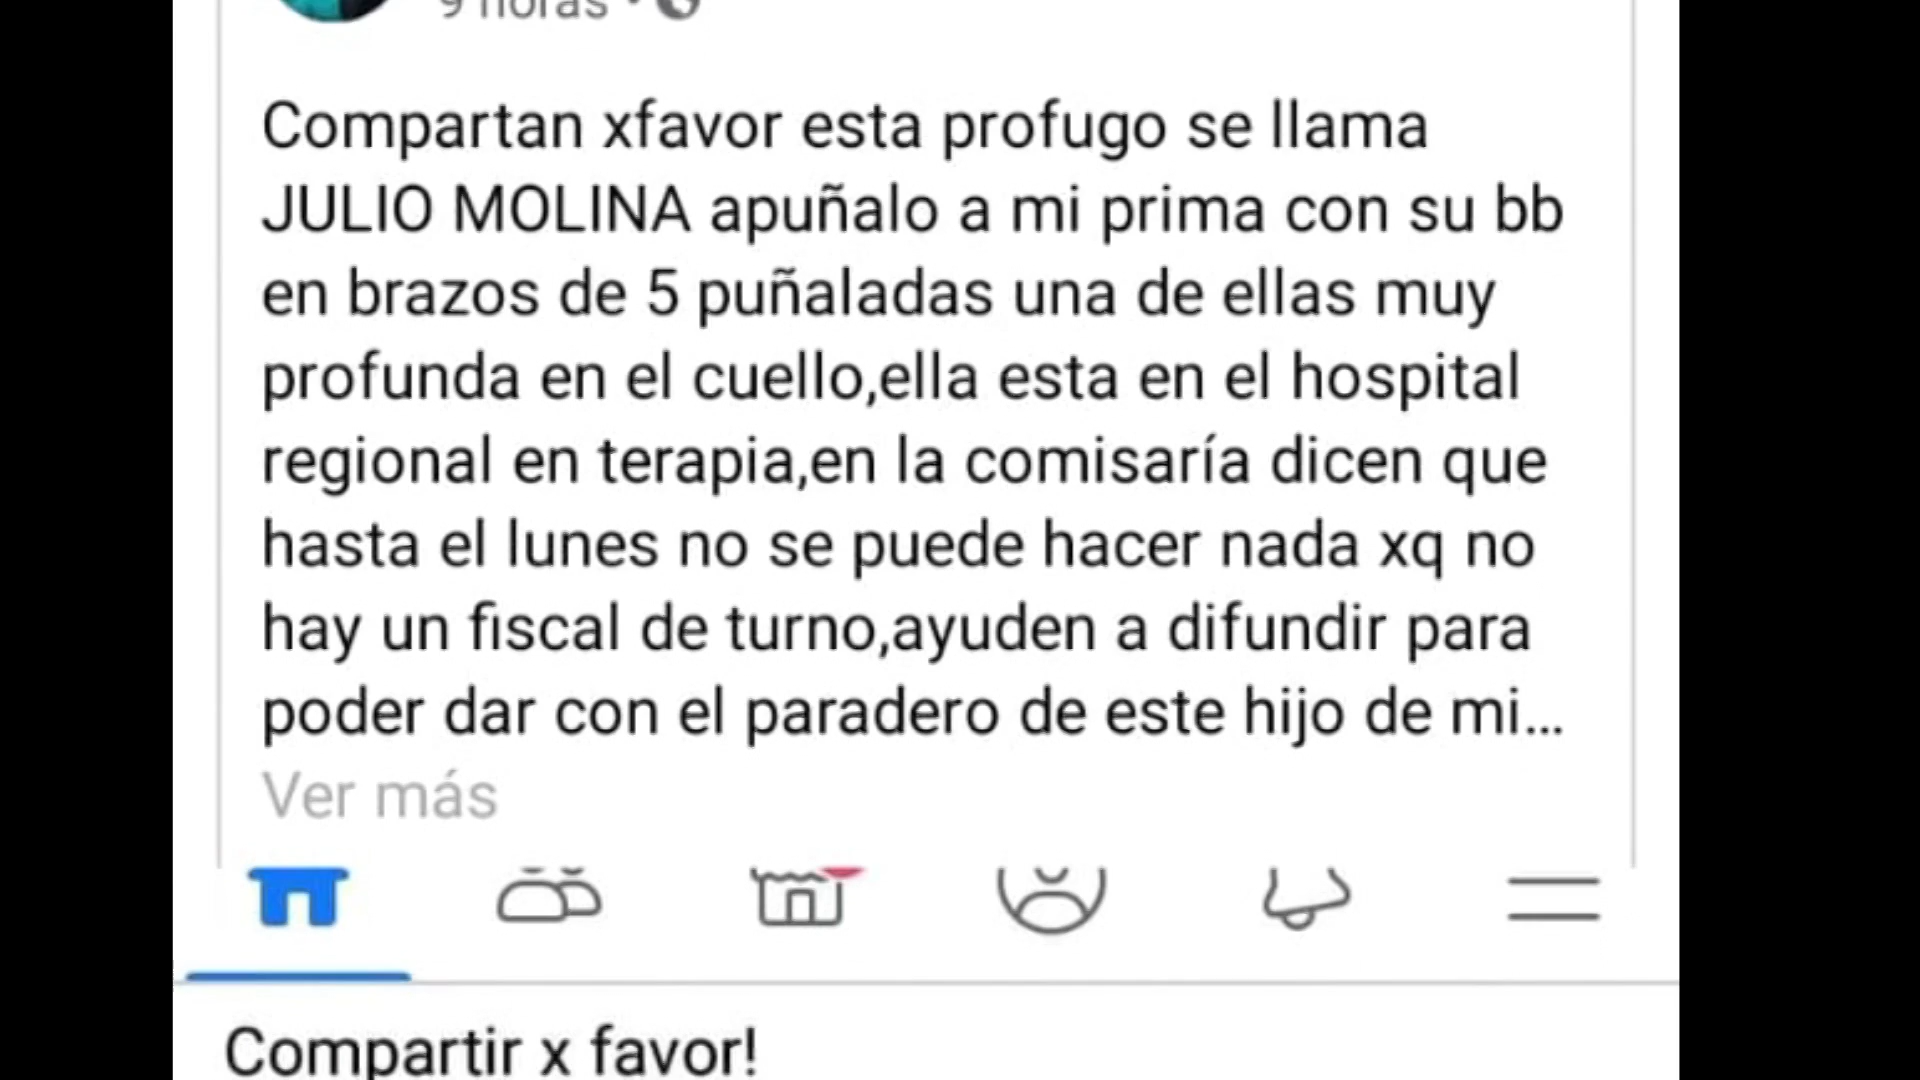 9 horas ·
Compartan xfavor esta profugo se llama
JULIO MOLINA apuñalo a mi prima con su bb
en brazos de 5 puñaladas una de ellas muy
profunda en el cuello,ella esta en el hospital
regional en terapia,en la comisaría dicen que
hasta el lunes no se puede hacer nada xq no
hay un fiscal de turno,ayuden a difundir para
poder dar con el paradero de este hijo de mi...
Ver más
Compartir x favor!